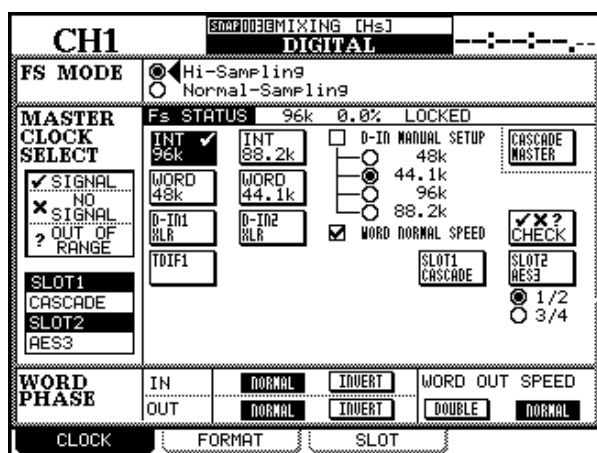 CH1
SNAP003 MIXING [Hs]
DIGITAL
--:--:--.--
FS MODE
Hi-Sampling
Normal-Sampling
MASTER CLOCK SELECT
✔ SIGNAL
✖ NO SIGNAL
? OUT OF RANGE
SLOT1
CASCADE
SLOT2
AES3
Fs STATUS 96k 0.0% LOCKED
INT ✔ 96k
INT 88.2k
WORD 48k
WORD 44.1k
D-IN1 XLR
D-IN2 XLR
TDIF1
D-IN MANUAL SETUP
48k
44.1k
96k
88.2k
WORD NORMAL SPEED
CASCADE MASTER
✔✖? CHECK
SLOT1 CASCADE
SLOT2 AES3
1/2
3/4
WORD PHASE
IN NORMAL INVERT
OUT NORMAL INVERT
WORD OUT SPEED
DOUBLE NORMAL
CLOCK FORMAT SLOT